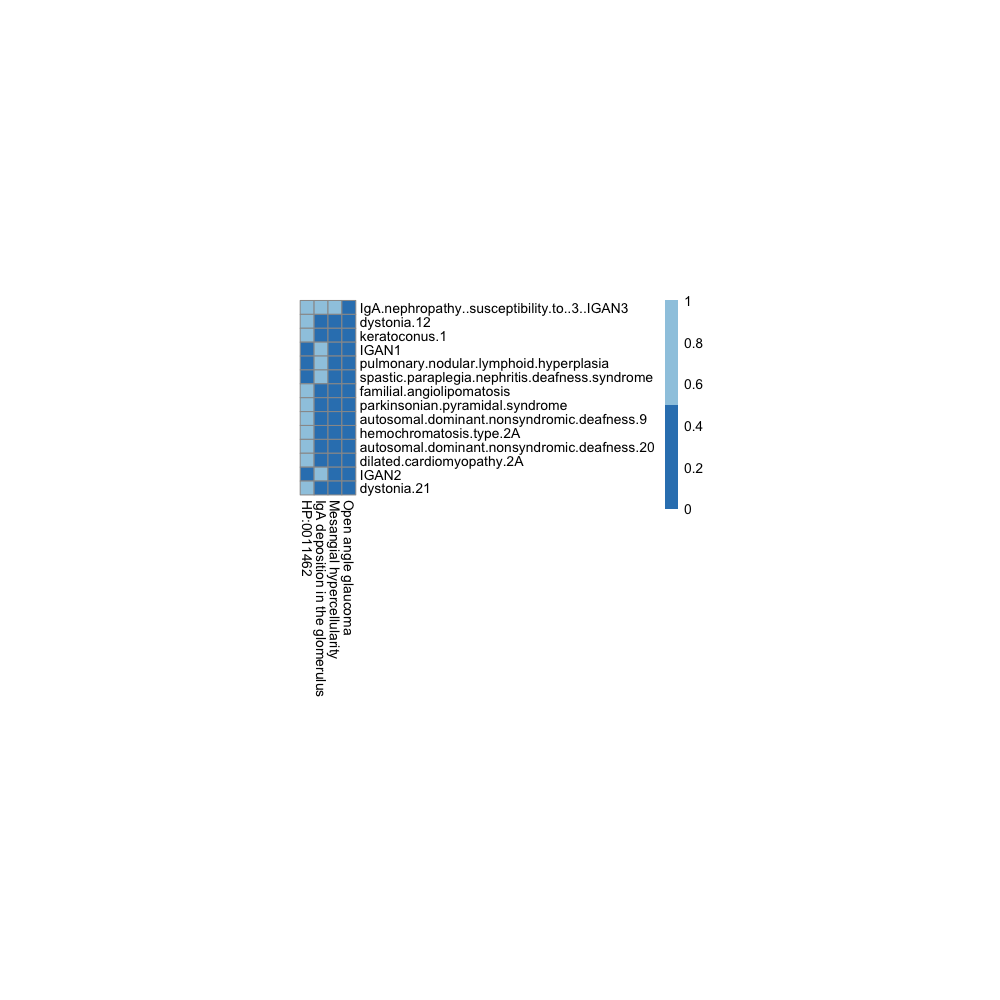 IgA.nephropathy..susceptibility.to..3..IGAN3
dystonia.12
keratoconus.1
IGAN1
pulmonary.nodular.lymphoid.hyperplasia
spastic.paraplegia.nephritis.deafness.syndrome
familial.angiolipomatosis
parkinsonian.pyramidal.syndrome
autosomal.dominant.nonsyndromic.deafness.9
hemochromatosis.type.2A
autosomal.dominant.nonsyndromic.deafness.20
dilated.cardiomyopathy.2A
IGAN2
dystonia.21
1
0.8
0.6
0.4
0.2
0
HP:0011462
IgA deposition in the glomerulus
Mesangial hypercellularity
Open angle glaucoma